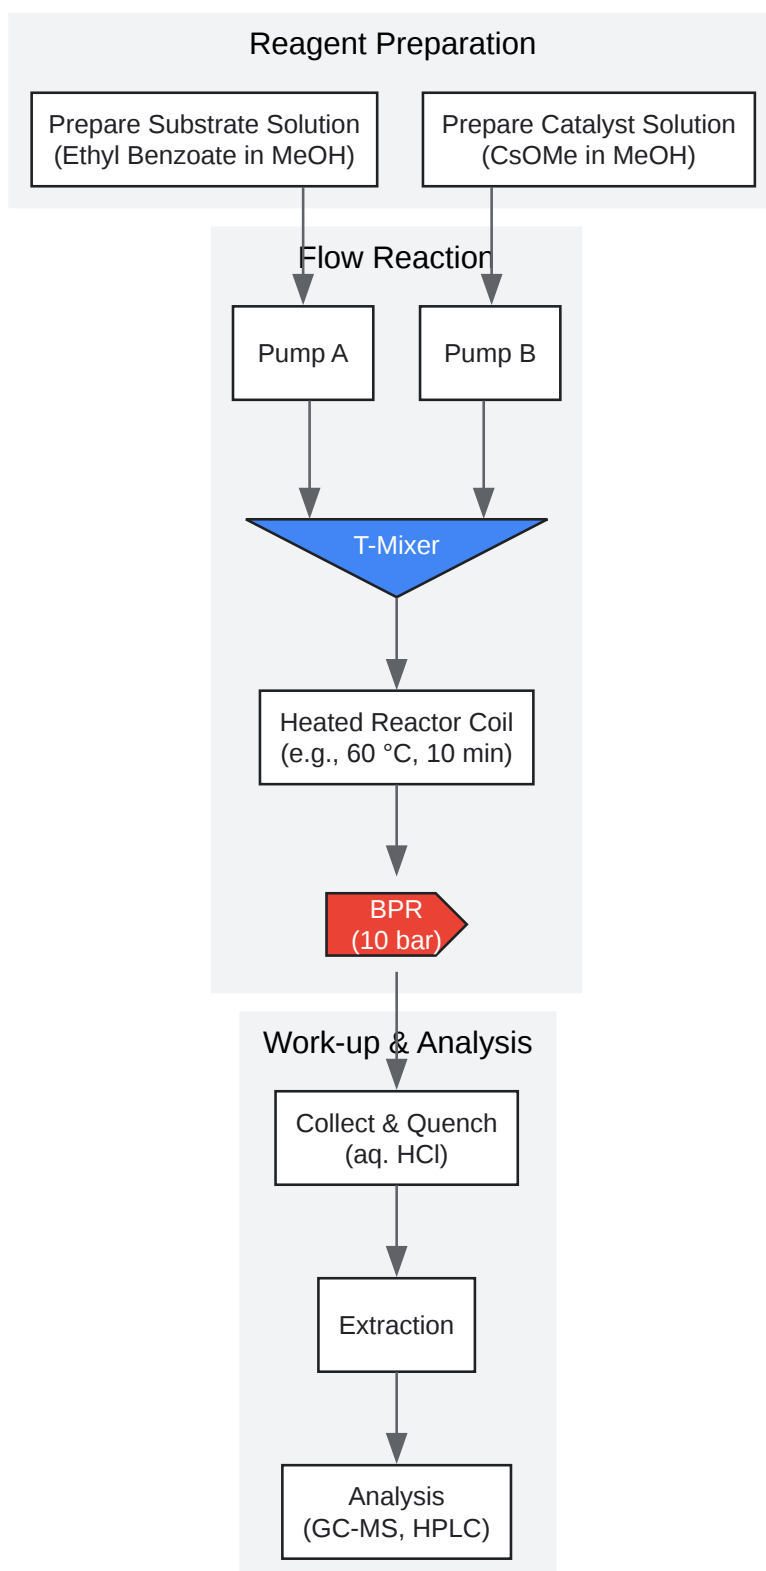 Reagent Preparation
Prepare Substrate Solution
(Ethyl Benzoate in MeOH)
Prepare Catalyst Solution
(CsOMe in MeOH)
Flow Reaction
Pump A
Pump B
T-Mixer
Heated Reactor Coil
(e.g., 60 °C, 10 min)
BPR
(10 bar)
Work-up & Analysis
Collect & Quench
(aq. HCl)
Extraction
Analysis
(GC-MS, HPLC)